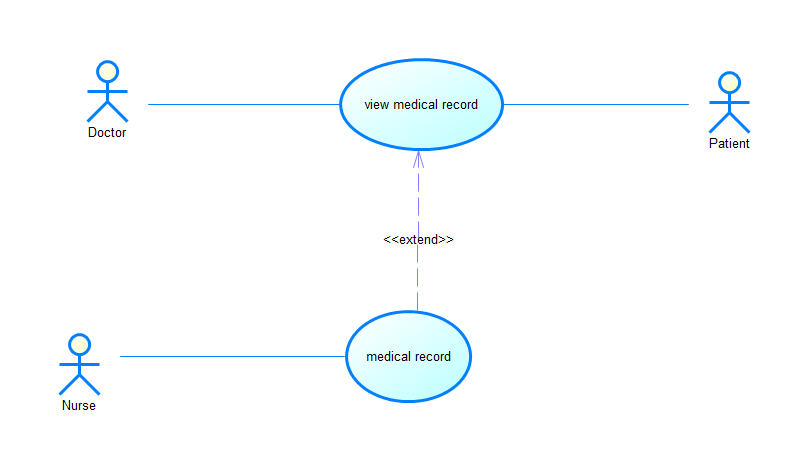 view medical record
Doctor
Patient
<<extend>>
medical record
Nurse